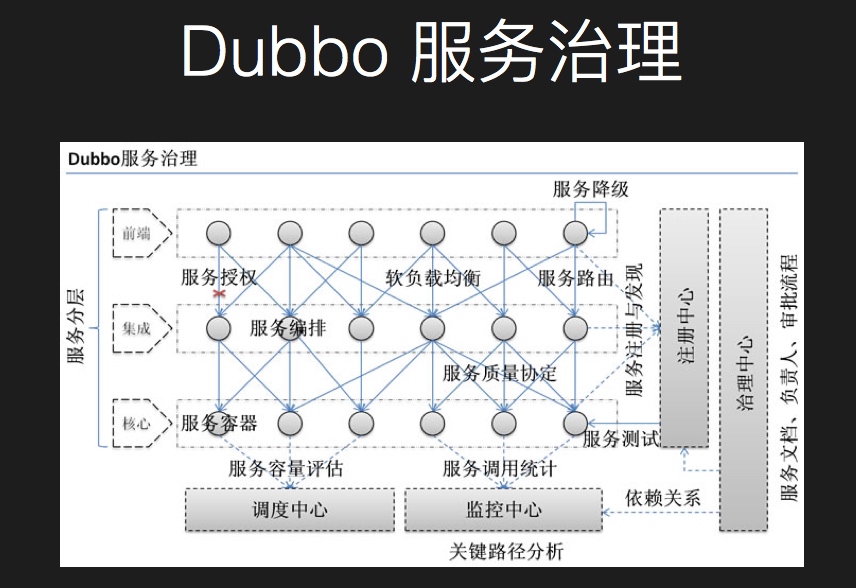 Dubbo 服务治理
Dubbo服务治理
服务降级
前端
服务授权
软负载均衡
服务路由
服务分层
集成
服务编排
服务注册与发现
注册中心
治理中心
服务文档、负责人、审批流程
服务质量协定
核心
服务容器
服务测试
服务容量评估
服务调用统计
调度中心
监控中心
依赖关系
关键路径分析